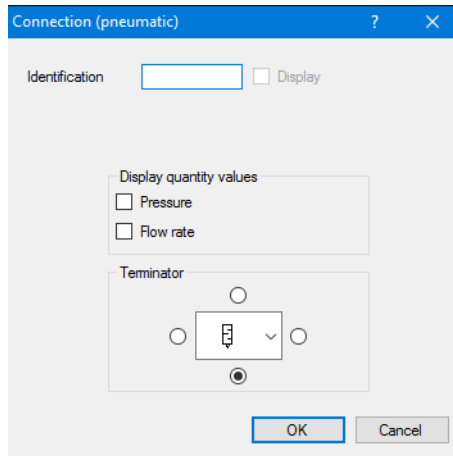 Connection (pneumatic) ?
Identification Display
Display quantity values
Pressure
Flow rate
Terminator
OK Cancel